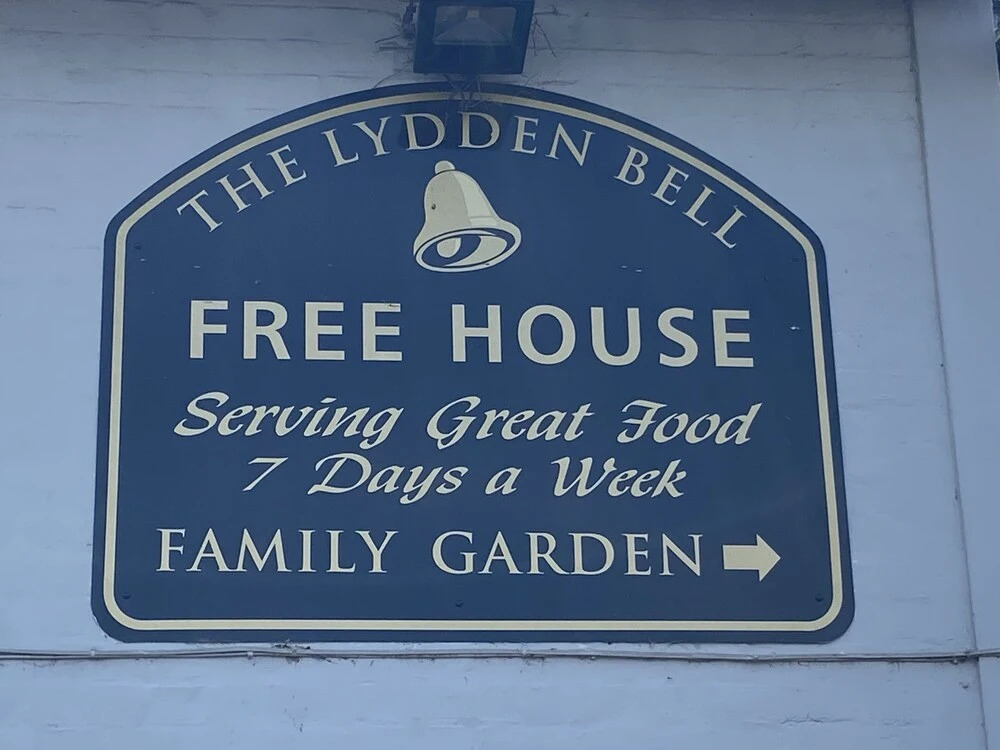 THE LYDDEN BELL
FREE HOUSE
Serving Great Food
7 Days a Week
FAMILY GARDEN